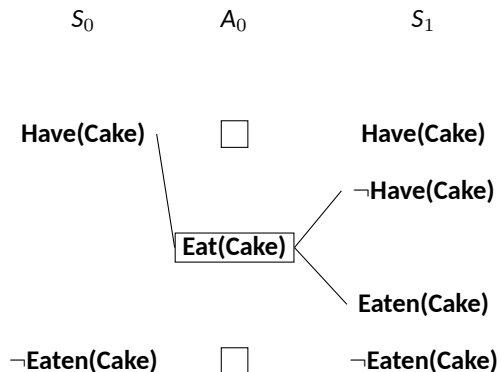 S₀ A₀ S₁
Have(Cake) Have(Cake)
¬Have(Cake)
Eat(Cake)
Eaten(Cake)
¬Eaten(Cake) ¬Eaten(Cake)